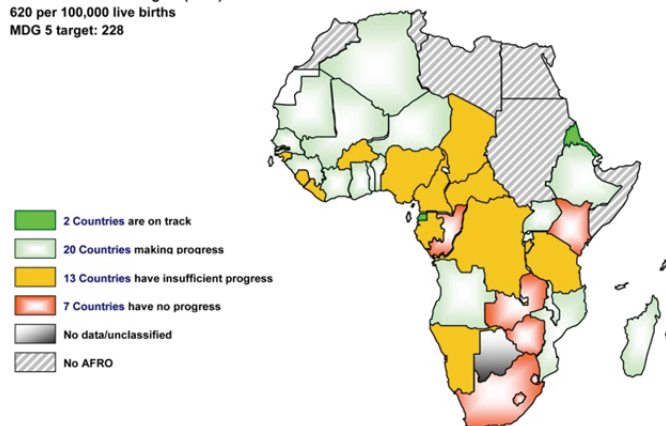 620 per 100,000 live births
MDG 5 target: 228
2 Countries are on track
20 Countries making progress
13 Countries have insufficient progress
7 Countries have no progress
No data/unclassified
No AFRO